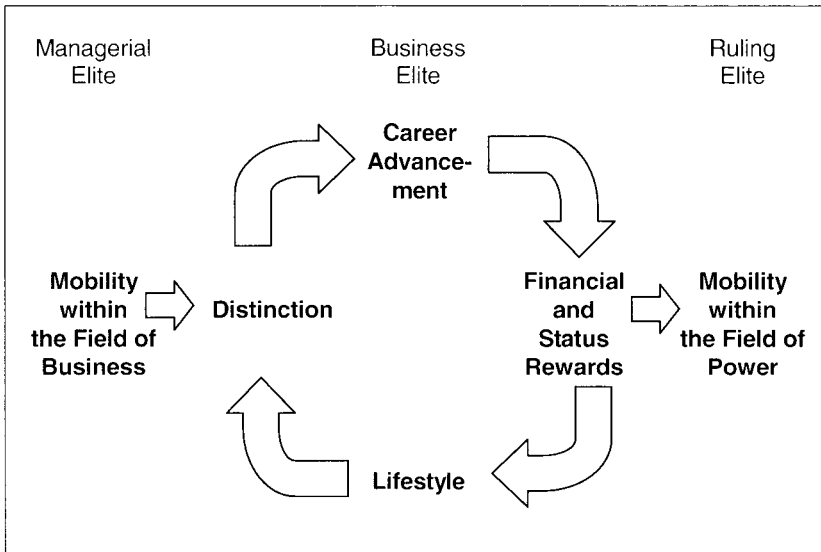 Managerial
Elite
Business
Elite
Ruling
Elite
Career
Advance-
ment
Mobility
within
the Field of
Business
Distinction
Financial
and
Status
Rewards
Mobility
within
the Field of
Power
Lifestyle